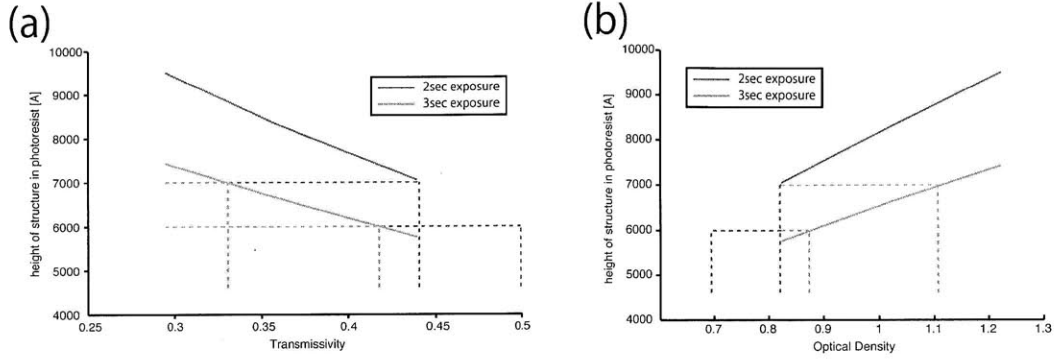 (a)
height of structure in photoresist [A]
10000
9000
8000
7000
6000
5000
4000
2sec exposure
3sec exposure
0.25
0.3
0.35
0.4
0.45
0.5
Transmissivity
(b)
height of structure in photoresist [A]
10000
9000
8000
7000
6000
5000
4000
2sec exposure
3sec exposure
0.7
0.8
0.9
1
1.1
1.2
1.3
Optical Density